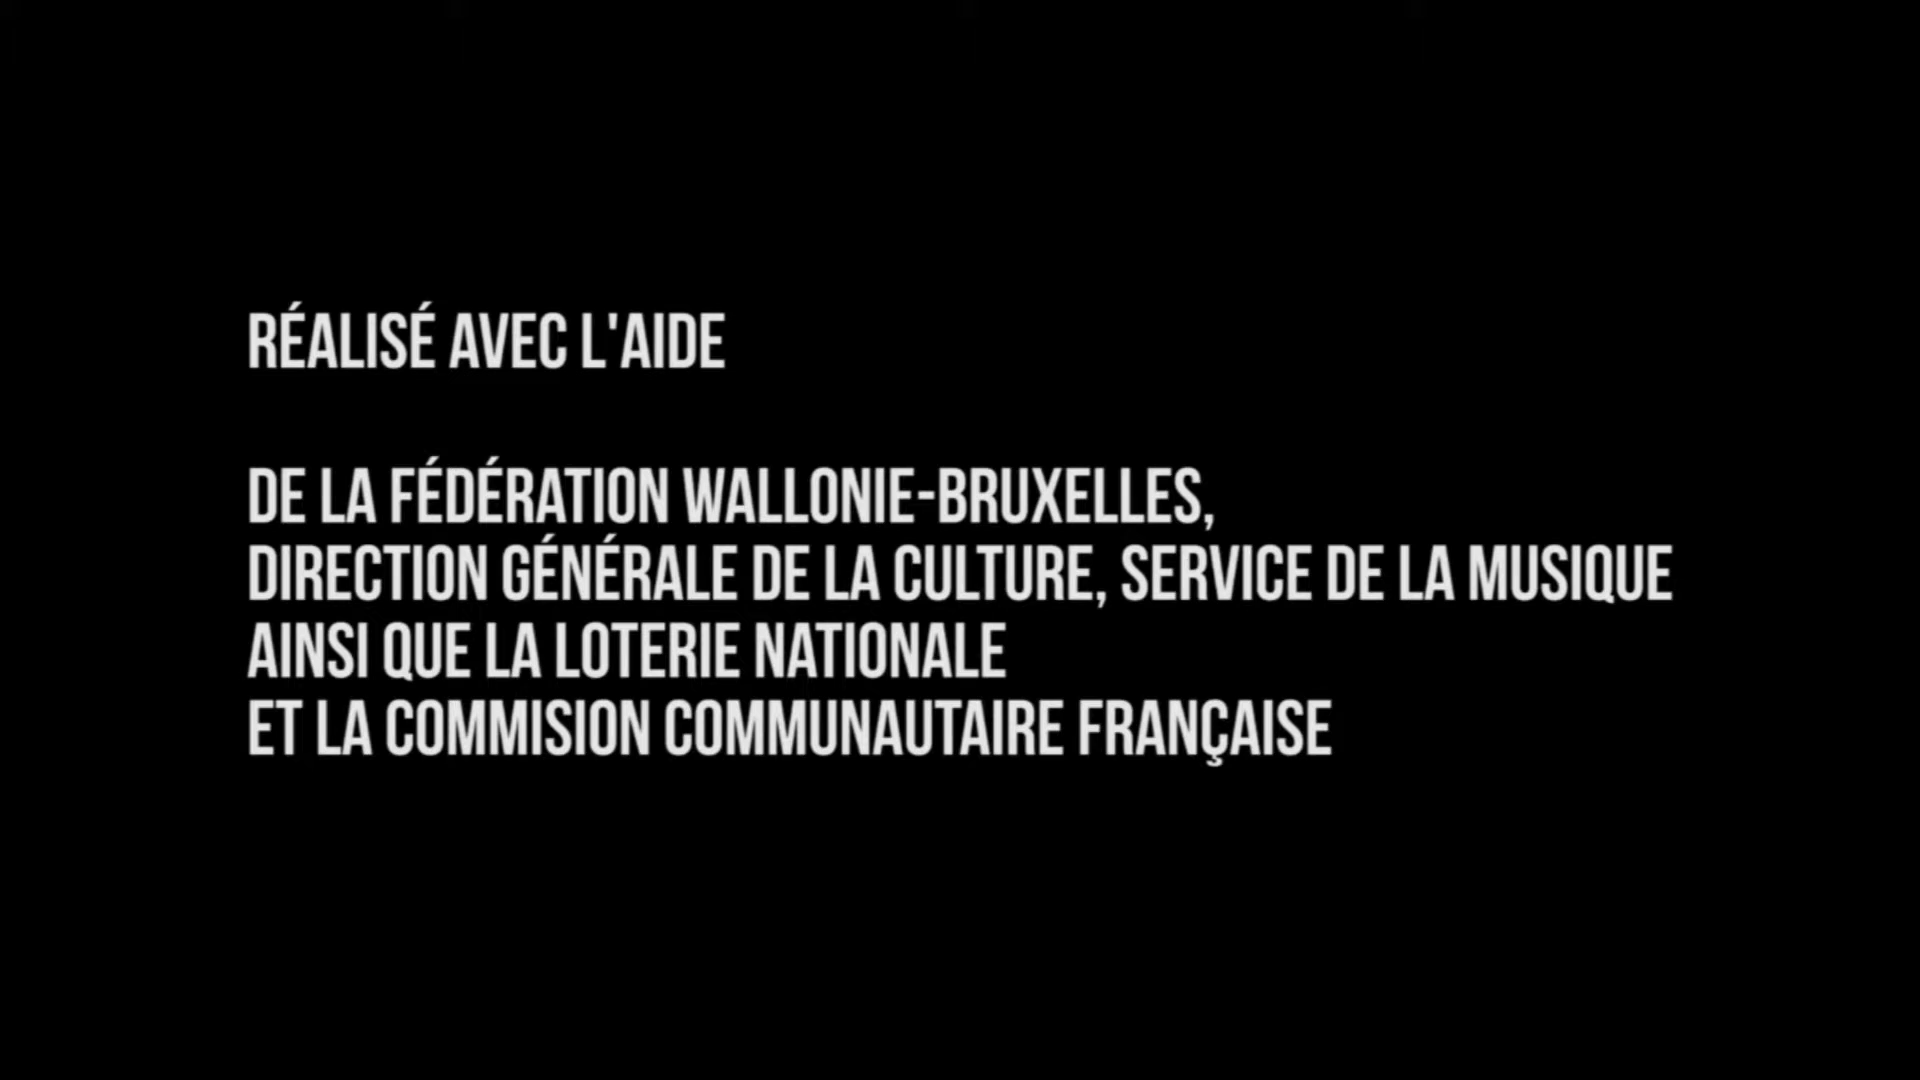 RÉALISÉ AVEC L'AIDE
DE LA FÉDÉRATION WALLONIE-BRUXELLES,
DIRECTION GÉNÉRALE DE LA CULTURE, SERVICE DE LA MUSIQUE
AINSI QUE LA LOTERIE NATIONALE
ET LA COMMISION COMMUNAUTAIRE FRANÇAISE